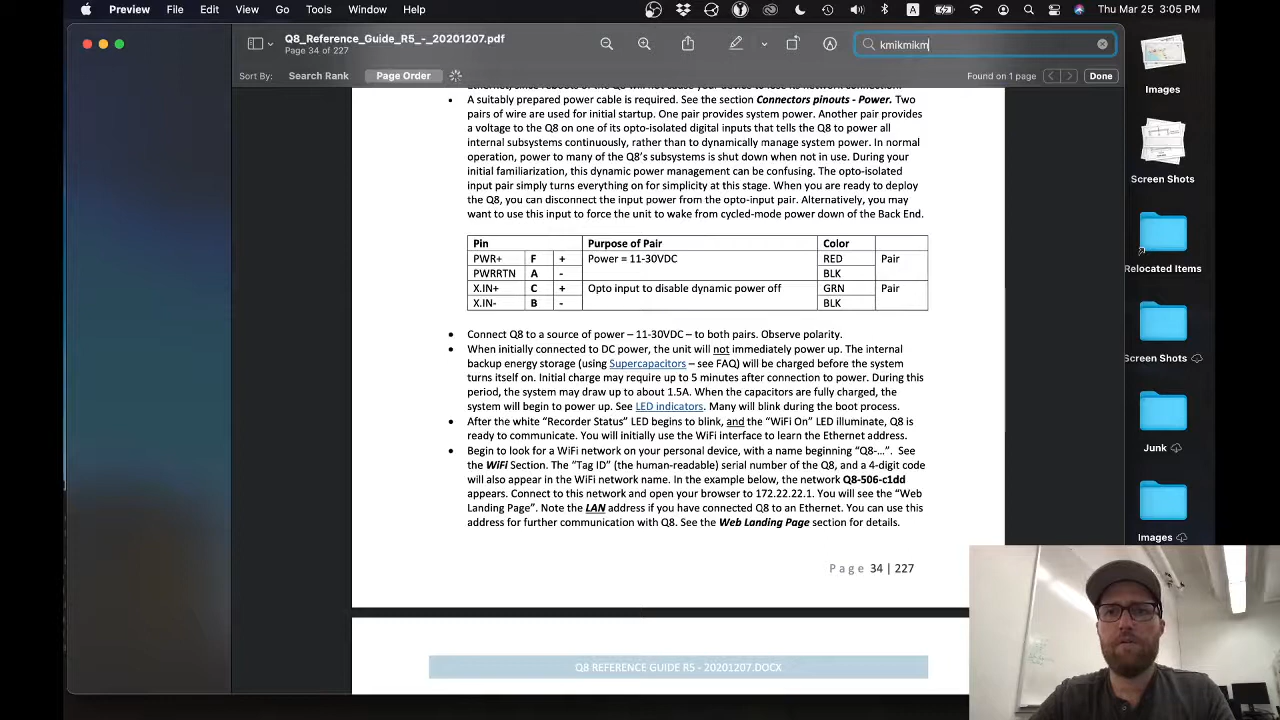 Preview File Edit View Go Tools Window Help A Thu Mar 25 3:05 PM
Q8_Reference_Guide_R5_-_20201207.pdf
Page 34 of 227
kmikmikm
Sort By: Search Rank Page Order Found on 1 page Done
Ethernet, since reboots of the Q8 will not cause your device to lose its network connection.
• A suitably prepared power cable is required. See the section Connectors pinouts - Power. Two
pairs of wire are used for initial startup. One pair provides system power. Another pair provides
a voltage to the Q8 on one of its opto-isolated digital inputs that tells the Q8 to power all
internal subsystems continuously, rather than to dynamically manage system power. In normal
operation, power to many of the Q8's subsystems is shut down when not in use. During your
initial familiarization, this dynamic power management can be confusing. The opto-isolated
input pair simply turns everything on for simplicity at this stage. When you are ready to deploy
the Q8, you can disconnect the input power from the opto-input pair. Alternatively, you may
want to use this input to force the unit to wake from cycled-mode power down of the Back End.
Pin Purpose of Pair Color
PWR+ F + Power = 11-30VDC RED Pair
PWRRTN A - BLK
X.IN+ C + Opto input to disable dynamic power off GRN Pair
X.IN- B - BLK
• Connect Q8 to a source of power – 11-30VDC – to both pairs. Observe polarity.
• When initially connected to DC power, the unit will not immediately power up. The internal
backup energy storage (using Supercapacitors – see FAQ) will be charged before the system
turns itself on. Initial charge may require up to 5 minutes after connection to power. During this
period, the system may draw up to about 1.5A. When the capacitors are fully charged, the
system will begin to power up. See LED indicators. Many will blink during the boot process.
• After the white “Recorder Status” LED begins to blink, and the “WiFi On” LED illuminate, Q8 is
ready to communicate. You will initially use the WiFi interface to learn the Ethernet address.
• Begin to look for a WiFi network on your personal device, with a name beginning “Q8-…”. See
the WiFi Section. The “Tag ID” (the human-readable) serial number of the Q8, and a 4-digit code
will also appear in the WiFi network name. In the example below, the network Q8-506-c1dd
appears. Connect to this network and open your browser to 172.22.22.1. You will see the “Web
Landing Page”. Note the LAN address if you have connected Q8 to an Ethernet. You can use this
address for further communication with Q8. See the Web Landing Page section for details.
Page 34 | 227
Q8 REFERENCE GUIDE R5 - 20201207.DOCX
Images
Screen Shots
Relocated Items
Screen Shots
Junk
Images